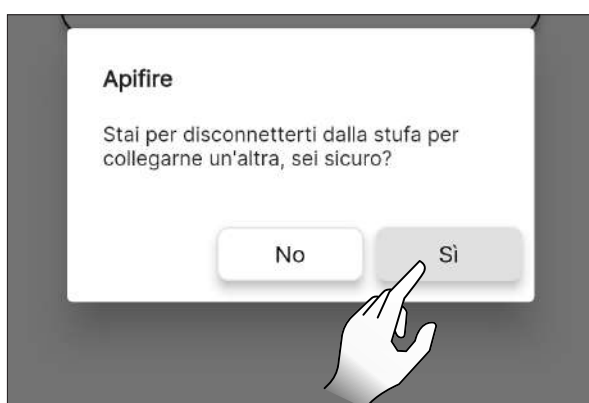 Apifire
Stai per disconnetterti dalla stufa per
collegarne un'altra, sei sicuro?
No
Sì